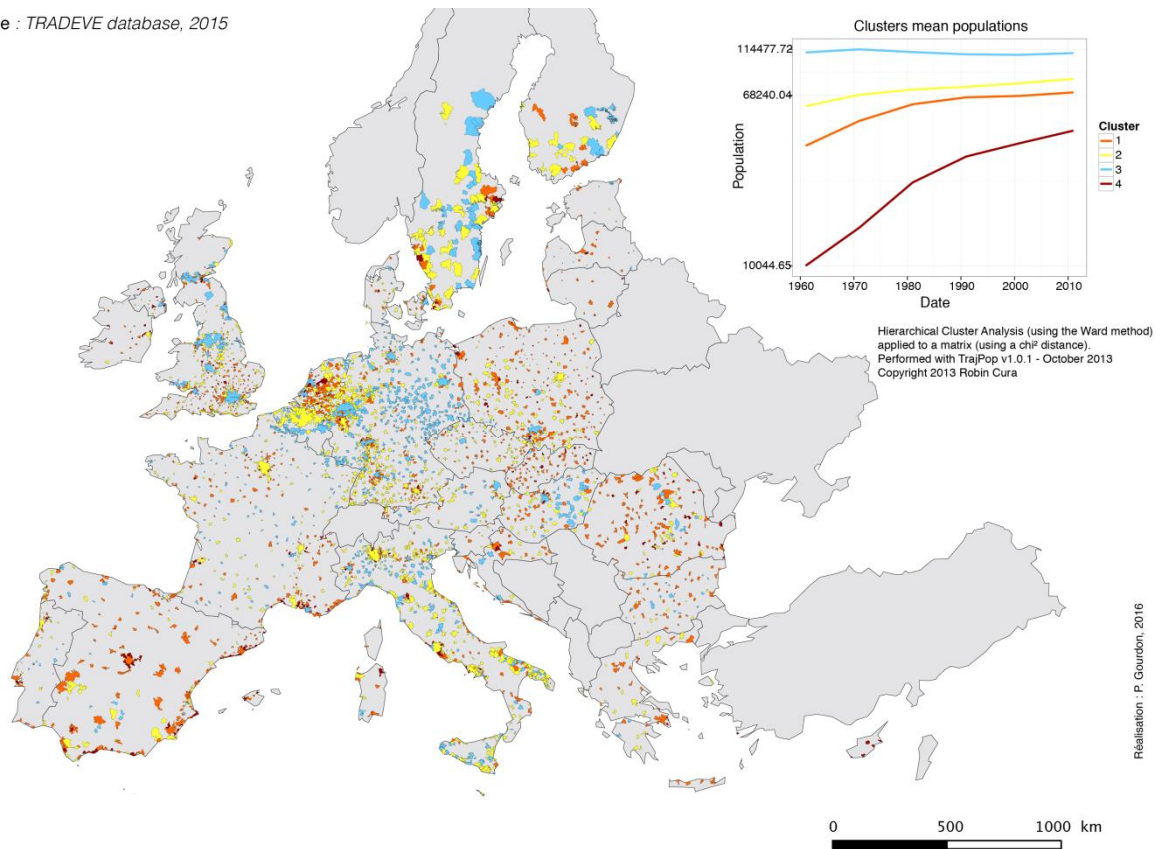 e : TRADEVE database, 2015
Clusters mean populations
114477.72
68240.04
10044.65
Population
1960 1970 1980 1990 2000 2010
Date
Cluster
1
2
3
4
Hierarchical Cluster Analysis (using the Ward method)
applied to a matrix (using a chi² distance).
Performed with TrajPop v1.0.1 - October 2013
Copyright 2013 Robin Cura
Réalisation : P. Gourdon, 2016
0 500 1000 km